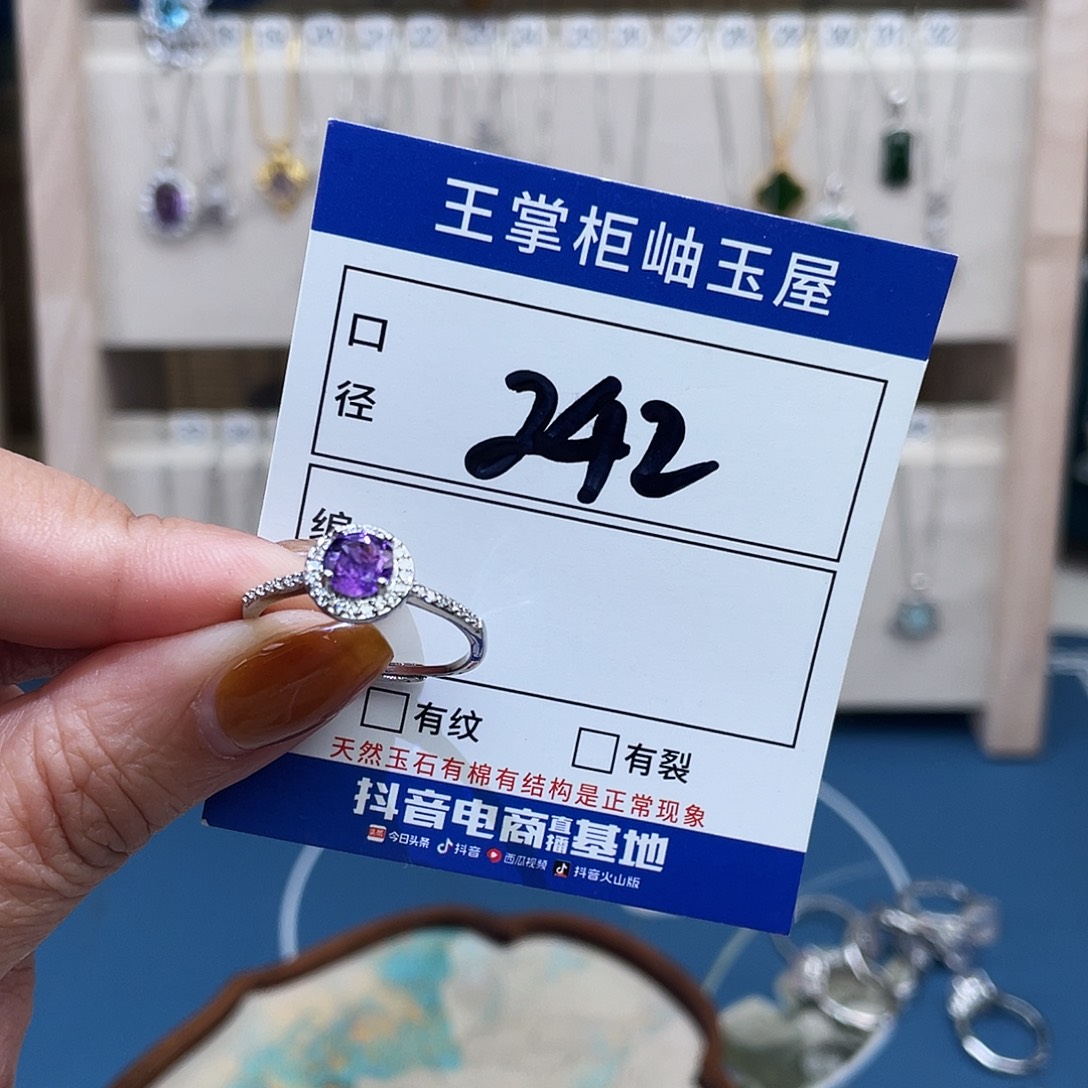 王掌柜岫玉屋
口径
242
编
有纹
有裂
天然玉石有棉有结构是正常现象
抖音电商直播基地
今日头条 抖音 西瓜视频 抖音火山版